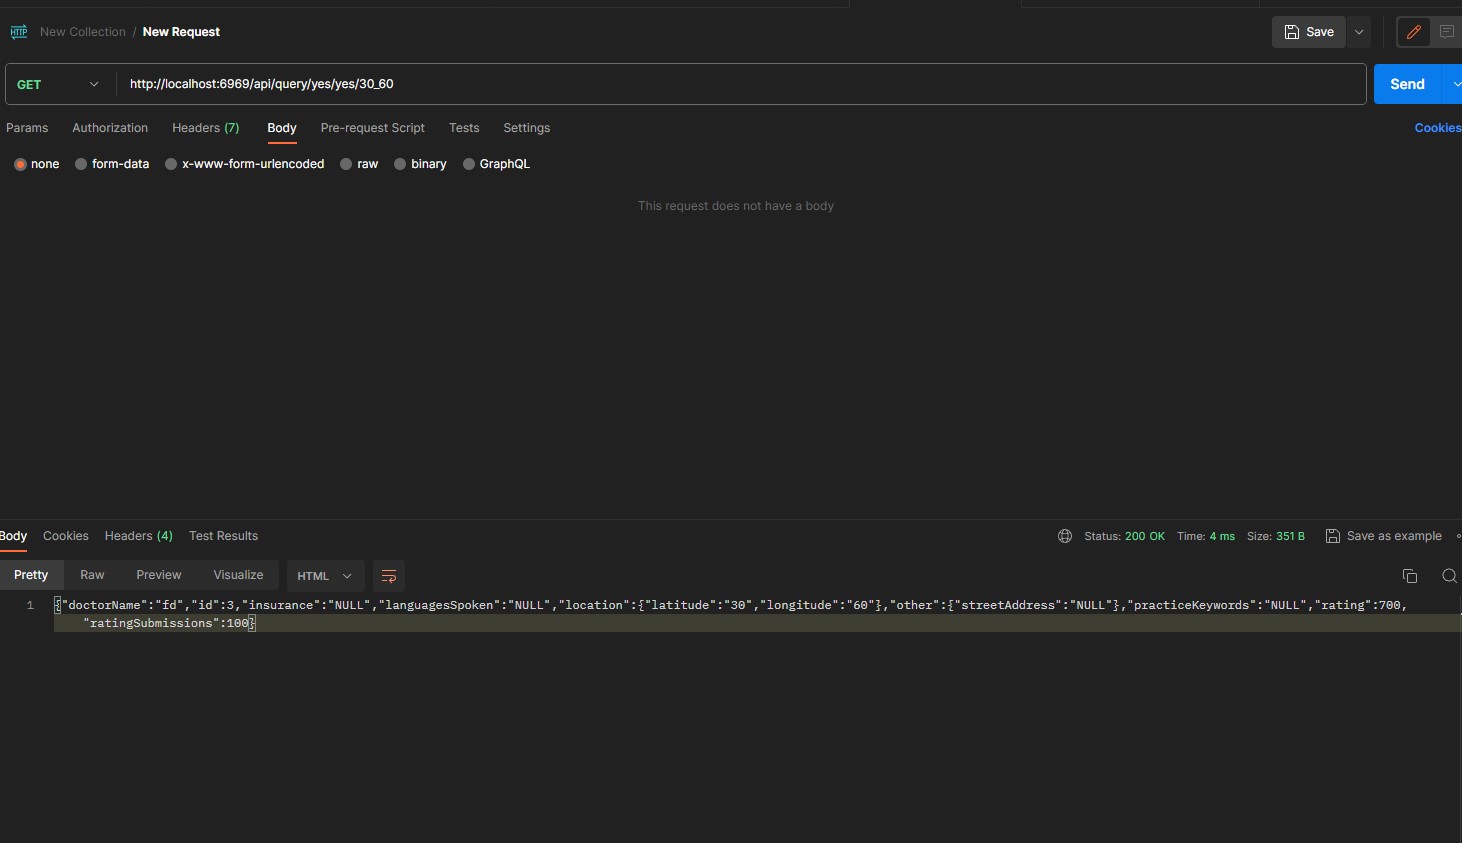 HTTP New Collection / New Request Save
GET http://localhost:6969/api/query/yes/yes/30_60 Send
Params Authorization Headers (7) Body Pre-request Script Tests Settings Cookies
none form-data x-www-form-urlencoded raw binary GraphQL
This request does not have a body
Body Cookies Headers (4) Test Results Status: 200 OK Time: 4 ms Size: 351 B Save as example
Pretty Raw Preview Visualize HTML
1 {"doctorName":"fd","id":3,"insurance":"NULL","languagesSpoken":"NULL","location":{"latitude":"30","longitude":"60"},"other":{"streetAddress":"NULL"},"practiceKeywords":"NULL","rating":700,
"ratingSubmissions":100}